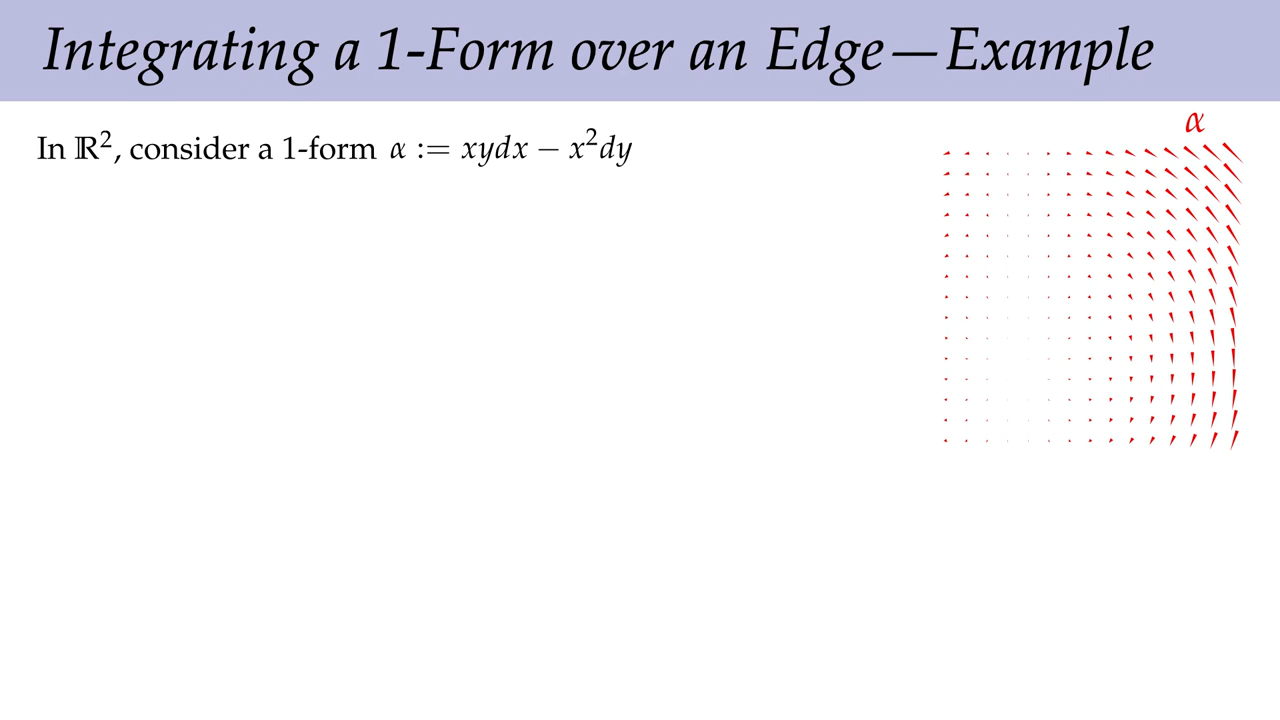 Integrating a 1-Form over an Edge—Example
α
In ℝ², consider a 1-form α := xydx − x²dy